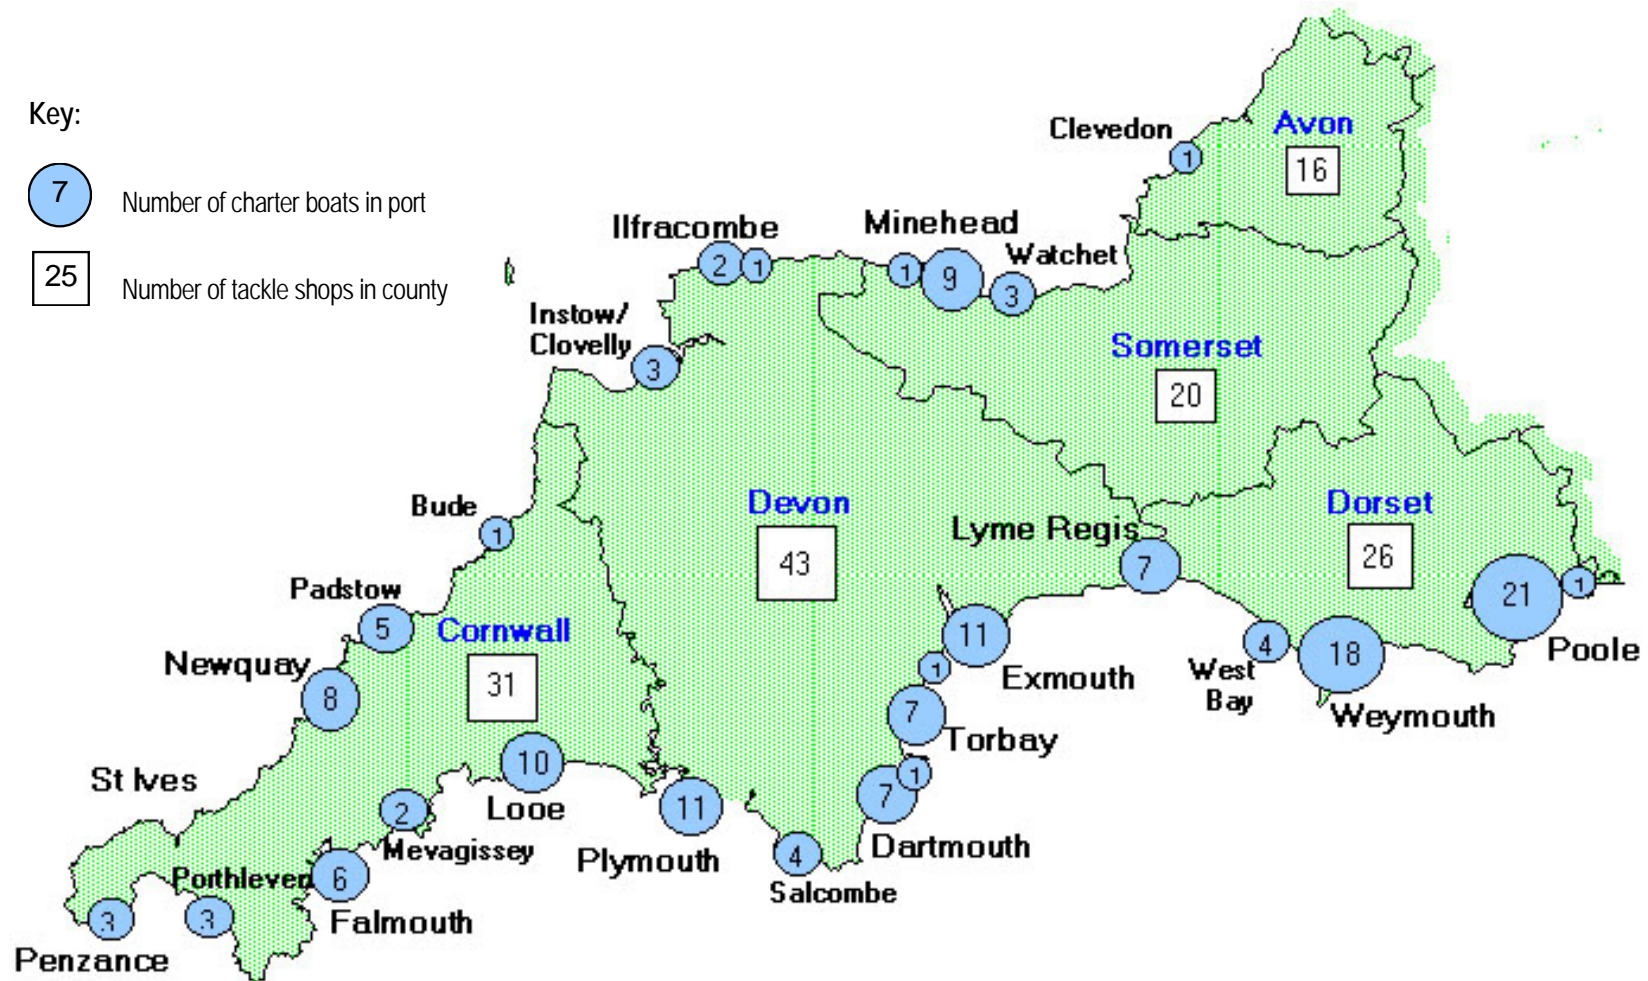 Key:
7
Number of charter boats in port
25
Number of tackle shops in county
Clevedon
1
Avon
16
Ilfracombe
2
1
Minehead
1
9
Watchet
3
Instow/
Clovelly
3
Somerset
20
Bude
1
Devon
43
Lyme Regis
7
Dorset
26
21
1
Poole
Padstow
5
Cornwall
31
Newquay
8
11
Exmouth
1
4
West
Bay
18
Weymouth
7
Torbay
St Ives
10
Looe
2
Mevagissey
11
Plymouth
1
7
Dartmouth
4
Salcombe
Porthleven
6
Falmouth
3
3
Penzance